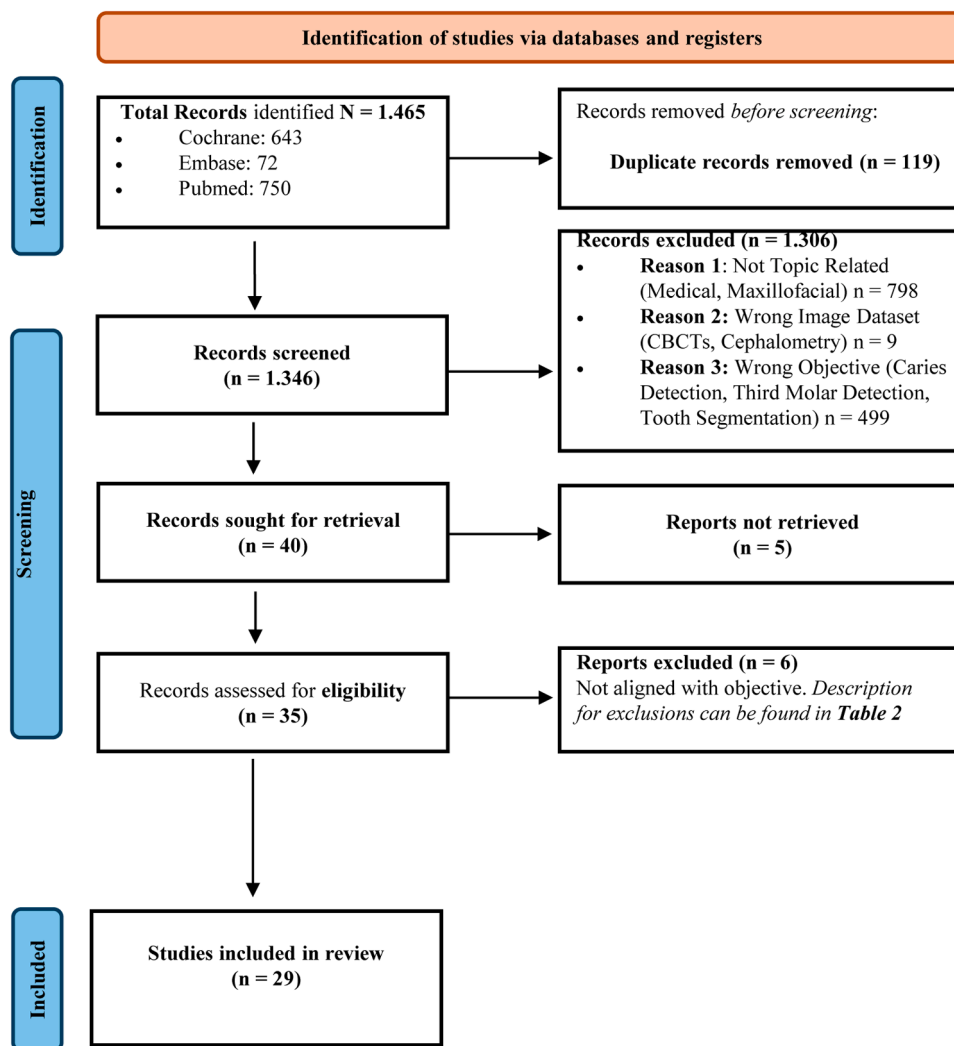 Identification of studies via databases and registers
Identification
Total Records identified N = 1.465
• Cochrane: 643
• Embase: 72
• Pubmed: 750
Records removed before screening:
Duplicate records removed (n = 119)
Records excluded (n = 1.306)
• Reason 1: Not Topic Related
(Medical, Maxillofacial) n = 798
• Reason 2: Wrong Image Dataset
(CBCTs, Cephalometry) n = 9
• Reason 3: Wrong Objective (Caries
Detection, Third Molar Detection,
Tooth Segmentation) n = 499
Screening
Records screened
(n = 1.346)
Records sought for retrieval
(n = 40)
Reports not retrieved
(n = 5)
Records assessed for eligibility
(n = 35)
Reports excluded (n = 6)
Not aligned with objective. Description
for exclusions can be found in Table 2
Included
Studies included in review
(n = 29)